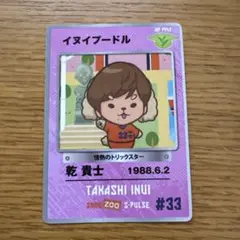 イヌイプードル
33
情熱のトリックスター
乾 貴士 1988.6.2
TAKASHI INUI
ZOO S-PULSE #33